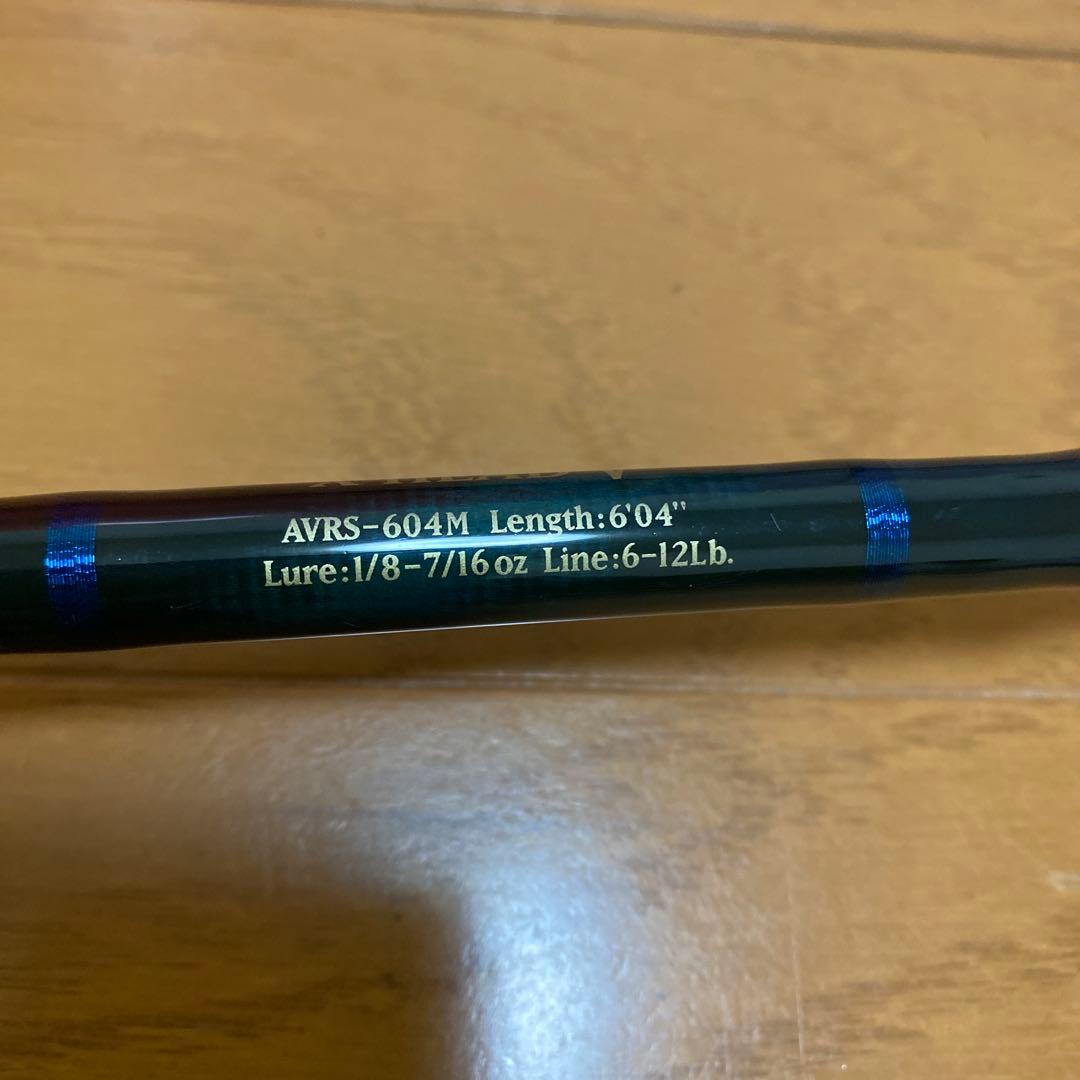 AVRS-604M Length:6'04"
Lure:1/8-7/16oz Line:6-12Lb.